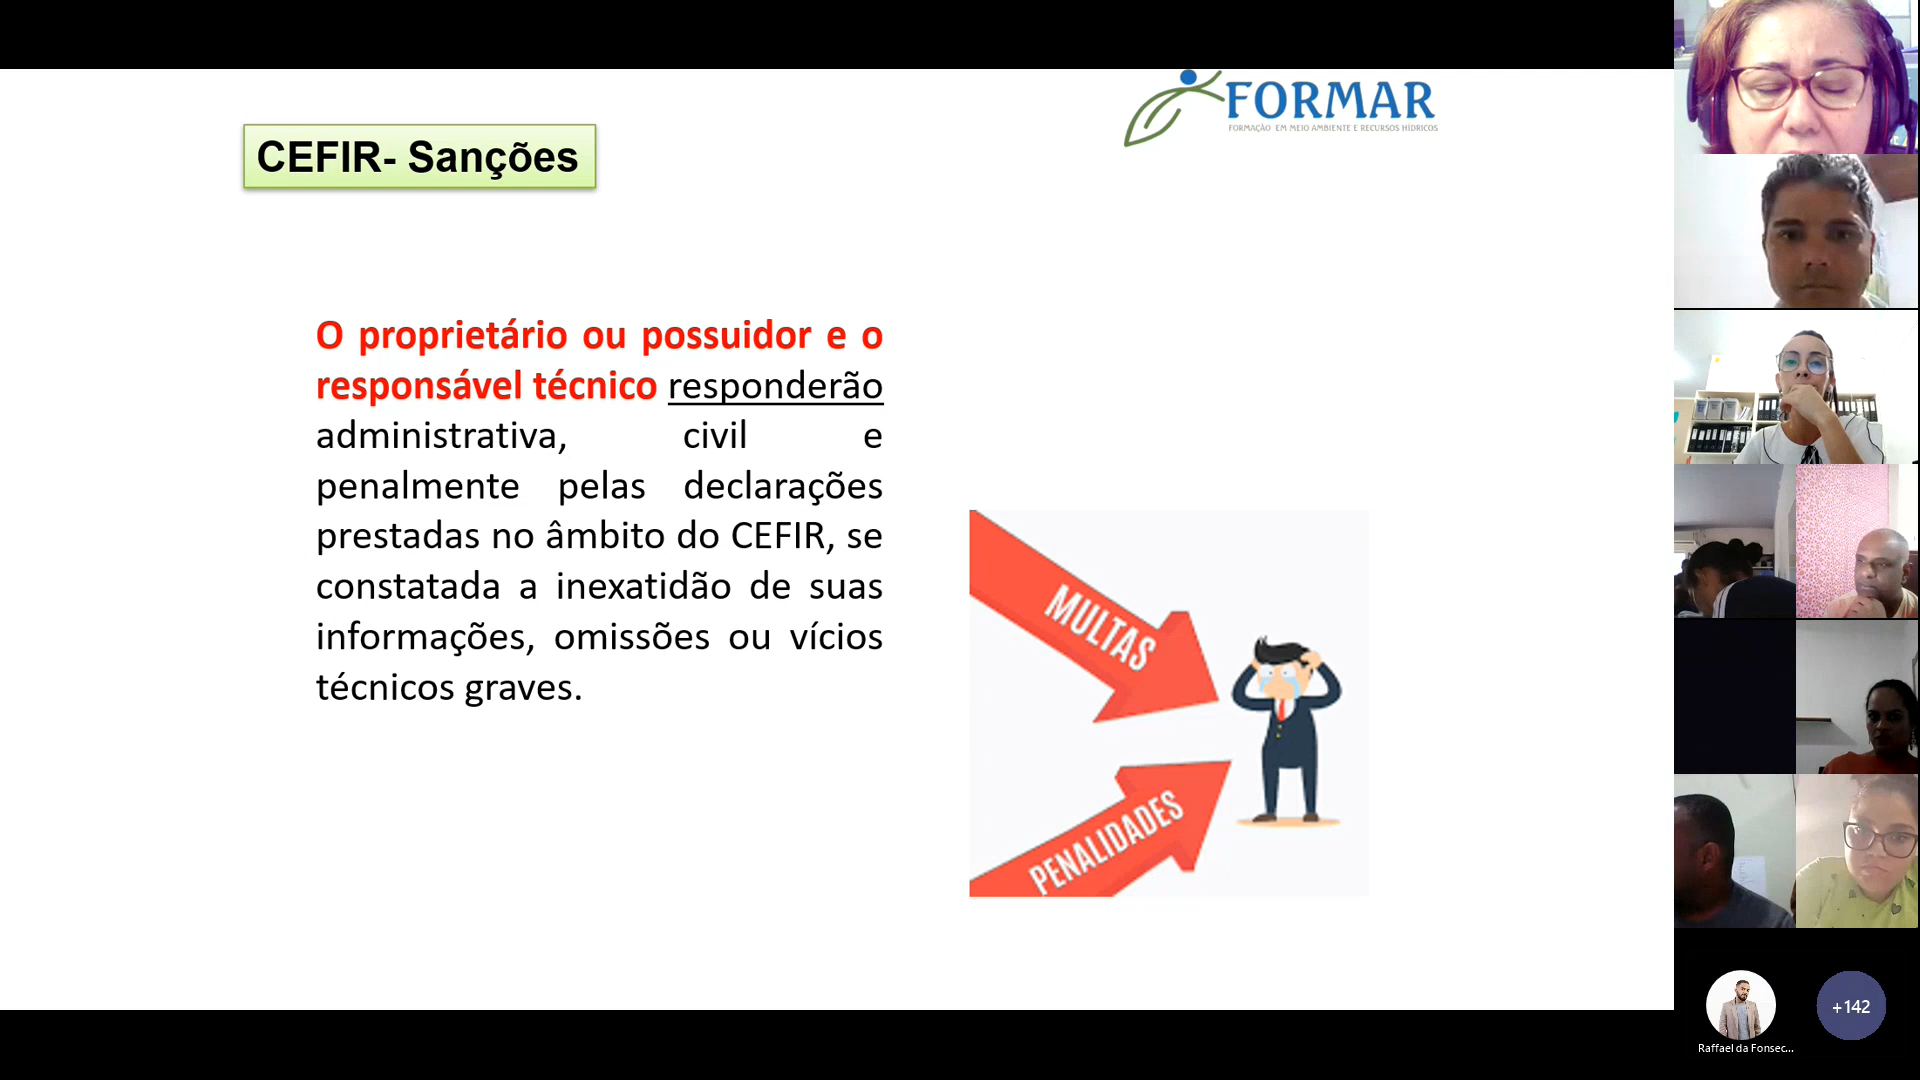 FORMAR
FORMAÇÃO EM MEIO AMBIENTE E RECURSOS HÍDRICOS
CEFIR- Sanções
O proprietário ou possuidor e o
responsável técnico responderão
administrativa, civil e
penalmente pelas declarações
prestadas no âmbito do CEFIR, se
constatada a inexatidão de suas
informações, omissões ou vícios
técnicos graves.
MULTAS
PENALIDADES
+142
Raffael da Fonsec...